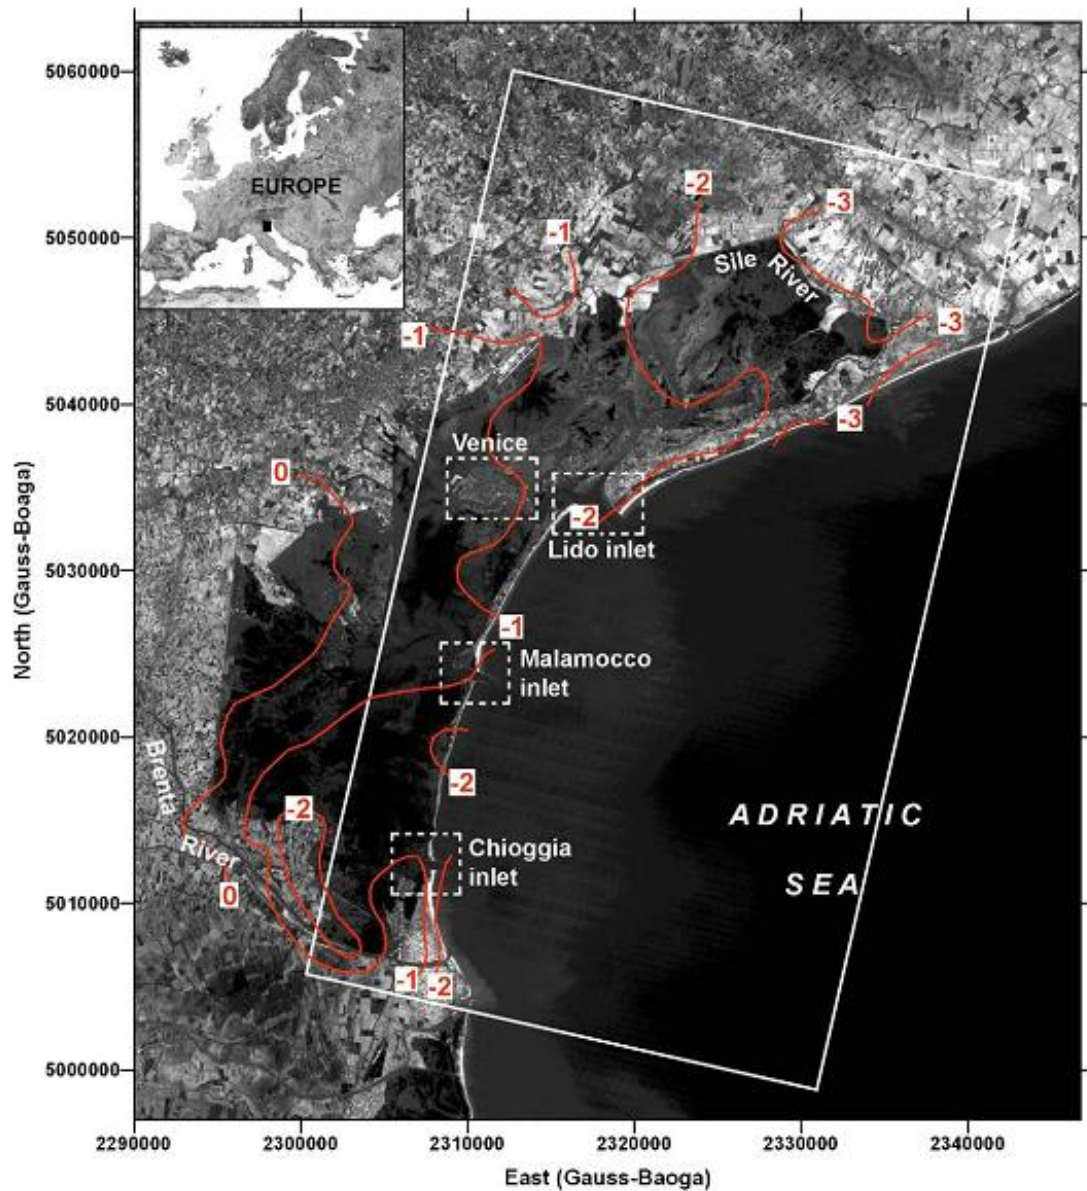 5060000
EUROPE
-2
-3
-1
5050000
Sile River
-1
-3
5040000
-3
Venice
0
-2
Lido inlet
5030000
-1
Malamocco
inlet
5020000
-2
Brenta
River
-2
ADRIATIC
SEA
Chioggia
inlet
0
5010000
-1
-2
5000000
North (Gauss-Boaga)
2290000 2300000 2310000 2320000 2330000 2340000
East (Gauss-Baoga)